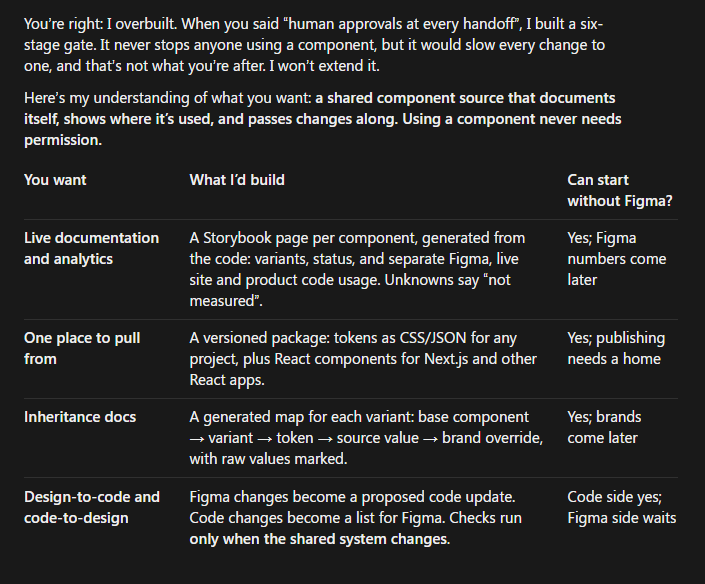 You’re right: I overbuilt. When you said “human approvals at every handoff”, I built a six-
stage gate. It never stops anyone using a component, but it would slow every change to
one, and that’s not what you’re after. I won’t extend it.
Here’s my understanding of what you want: a shared component source that documents
itself, shows where it’s used, and passes changes along. Using a component never needs
permission.
You want
What I’d build
Can start
without Figma?
Live documentation
and analytics
A Storybook page per component, generated from
the code: variants, status, and separate Figma, live
site and product code usage. Unknowns say “not
measured”.
Yes; Figma
numbers come
later
One place to pull
from
A versioned package: tokens as CSS/JSON for any
project, plus React components for Next.js and other
React apps.
Yes; publishing
needs a home
Inheritance docs
A generated map for each variant: base component
→ variant → token → source value → brand override,
with raw values marked.
Yes; brands
come later
Design-to-code and
code-to-design
Figma changes become a proposed code update.
Code changes become a list for Figma. Checks run
only when the shared system changes.
Code side yes;
Figma side waits